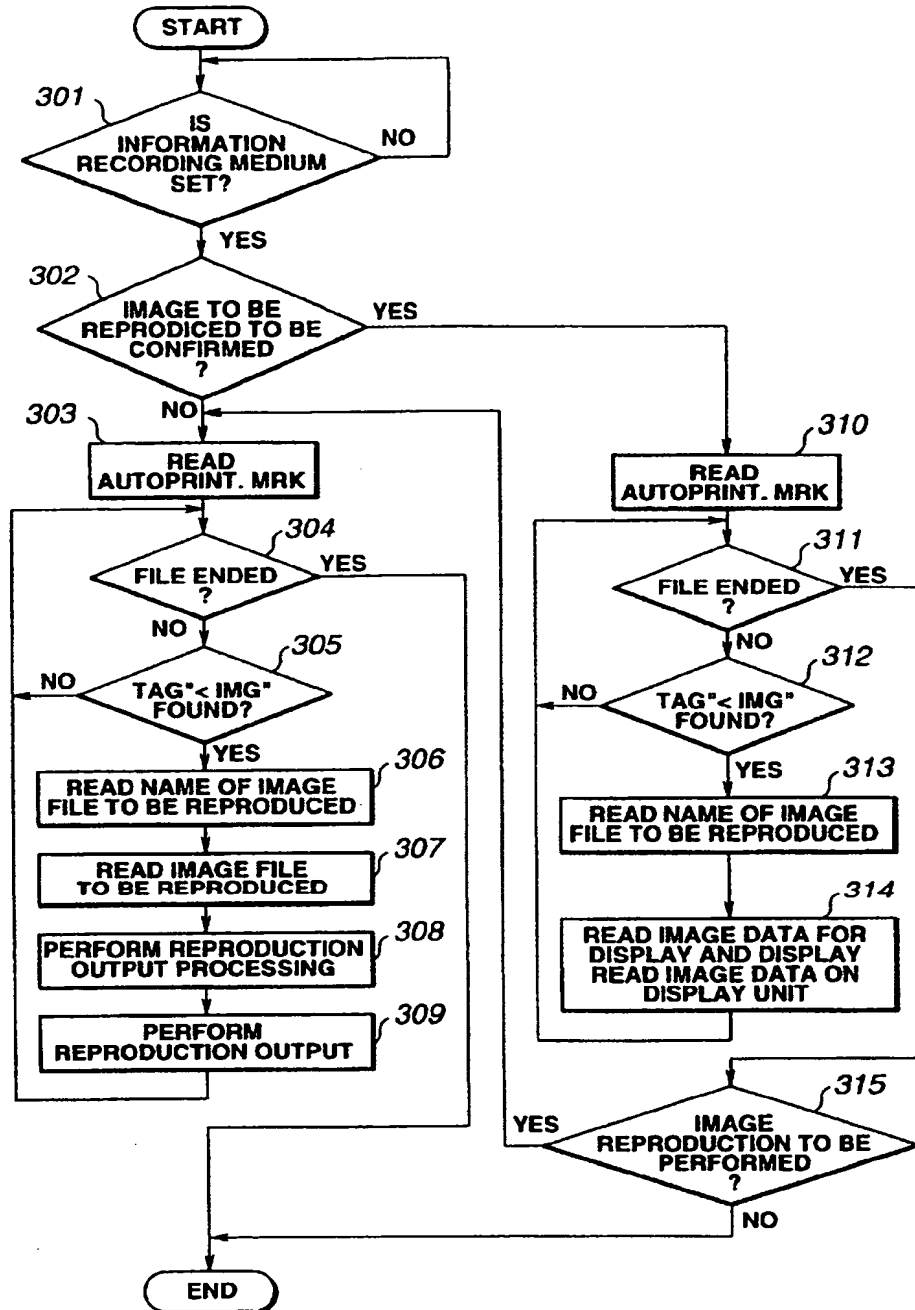 START
301
IS
INFORMATION
RECORDING MEDIUM
SET?
NO
YES
302
IMAGE TO BE
REPRODICED TO BE
CONFIRMED
?
YES
NO
303
READ
AUTOPRINT. MRK
304
FILE ENDED
?
YES
NO
305
TAG"< IMG"
FOUND?
NO
YES
306
READ NAME OF IMAGE
FILE TO BE REPRODUCED
307
READ IMAGE FILE
TO BE REPRODUCED
308
PERFORM REPRODUCTION
OUTPUT PROCESSING
309
PERFORM
REPRODUCTION OUTPUT
310
READ
AUTOPRINT. MRK
311
FILE ENDED
?
YES
NO
312
TAG"< IMG"
FOUND?
NO
YES
313
READ NAME OF IMAGE
FILE TO BE REPRODUCED
314
READ IMAGE DATA FOR
DISPLAY AND DISPLAY
READ IMAGE DATA ON
DISPLAY UNIT
315
IMAGE
REPRODUCTION TO BE
PERFORMED
?
YES
NO
END